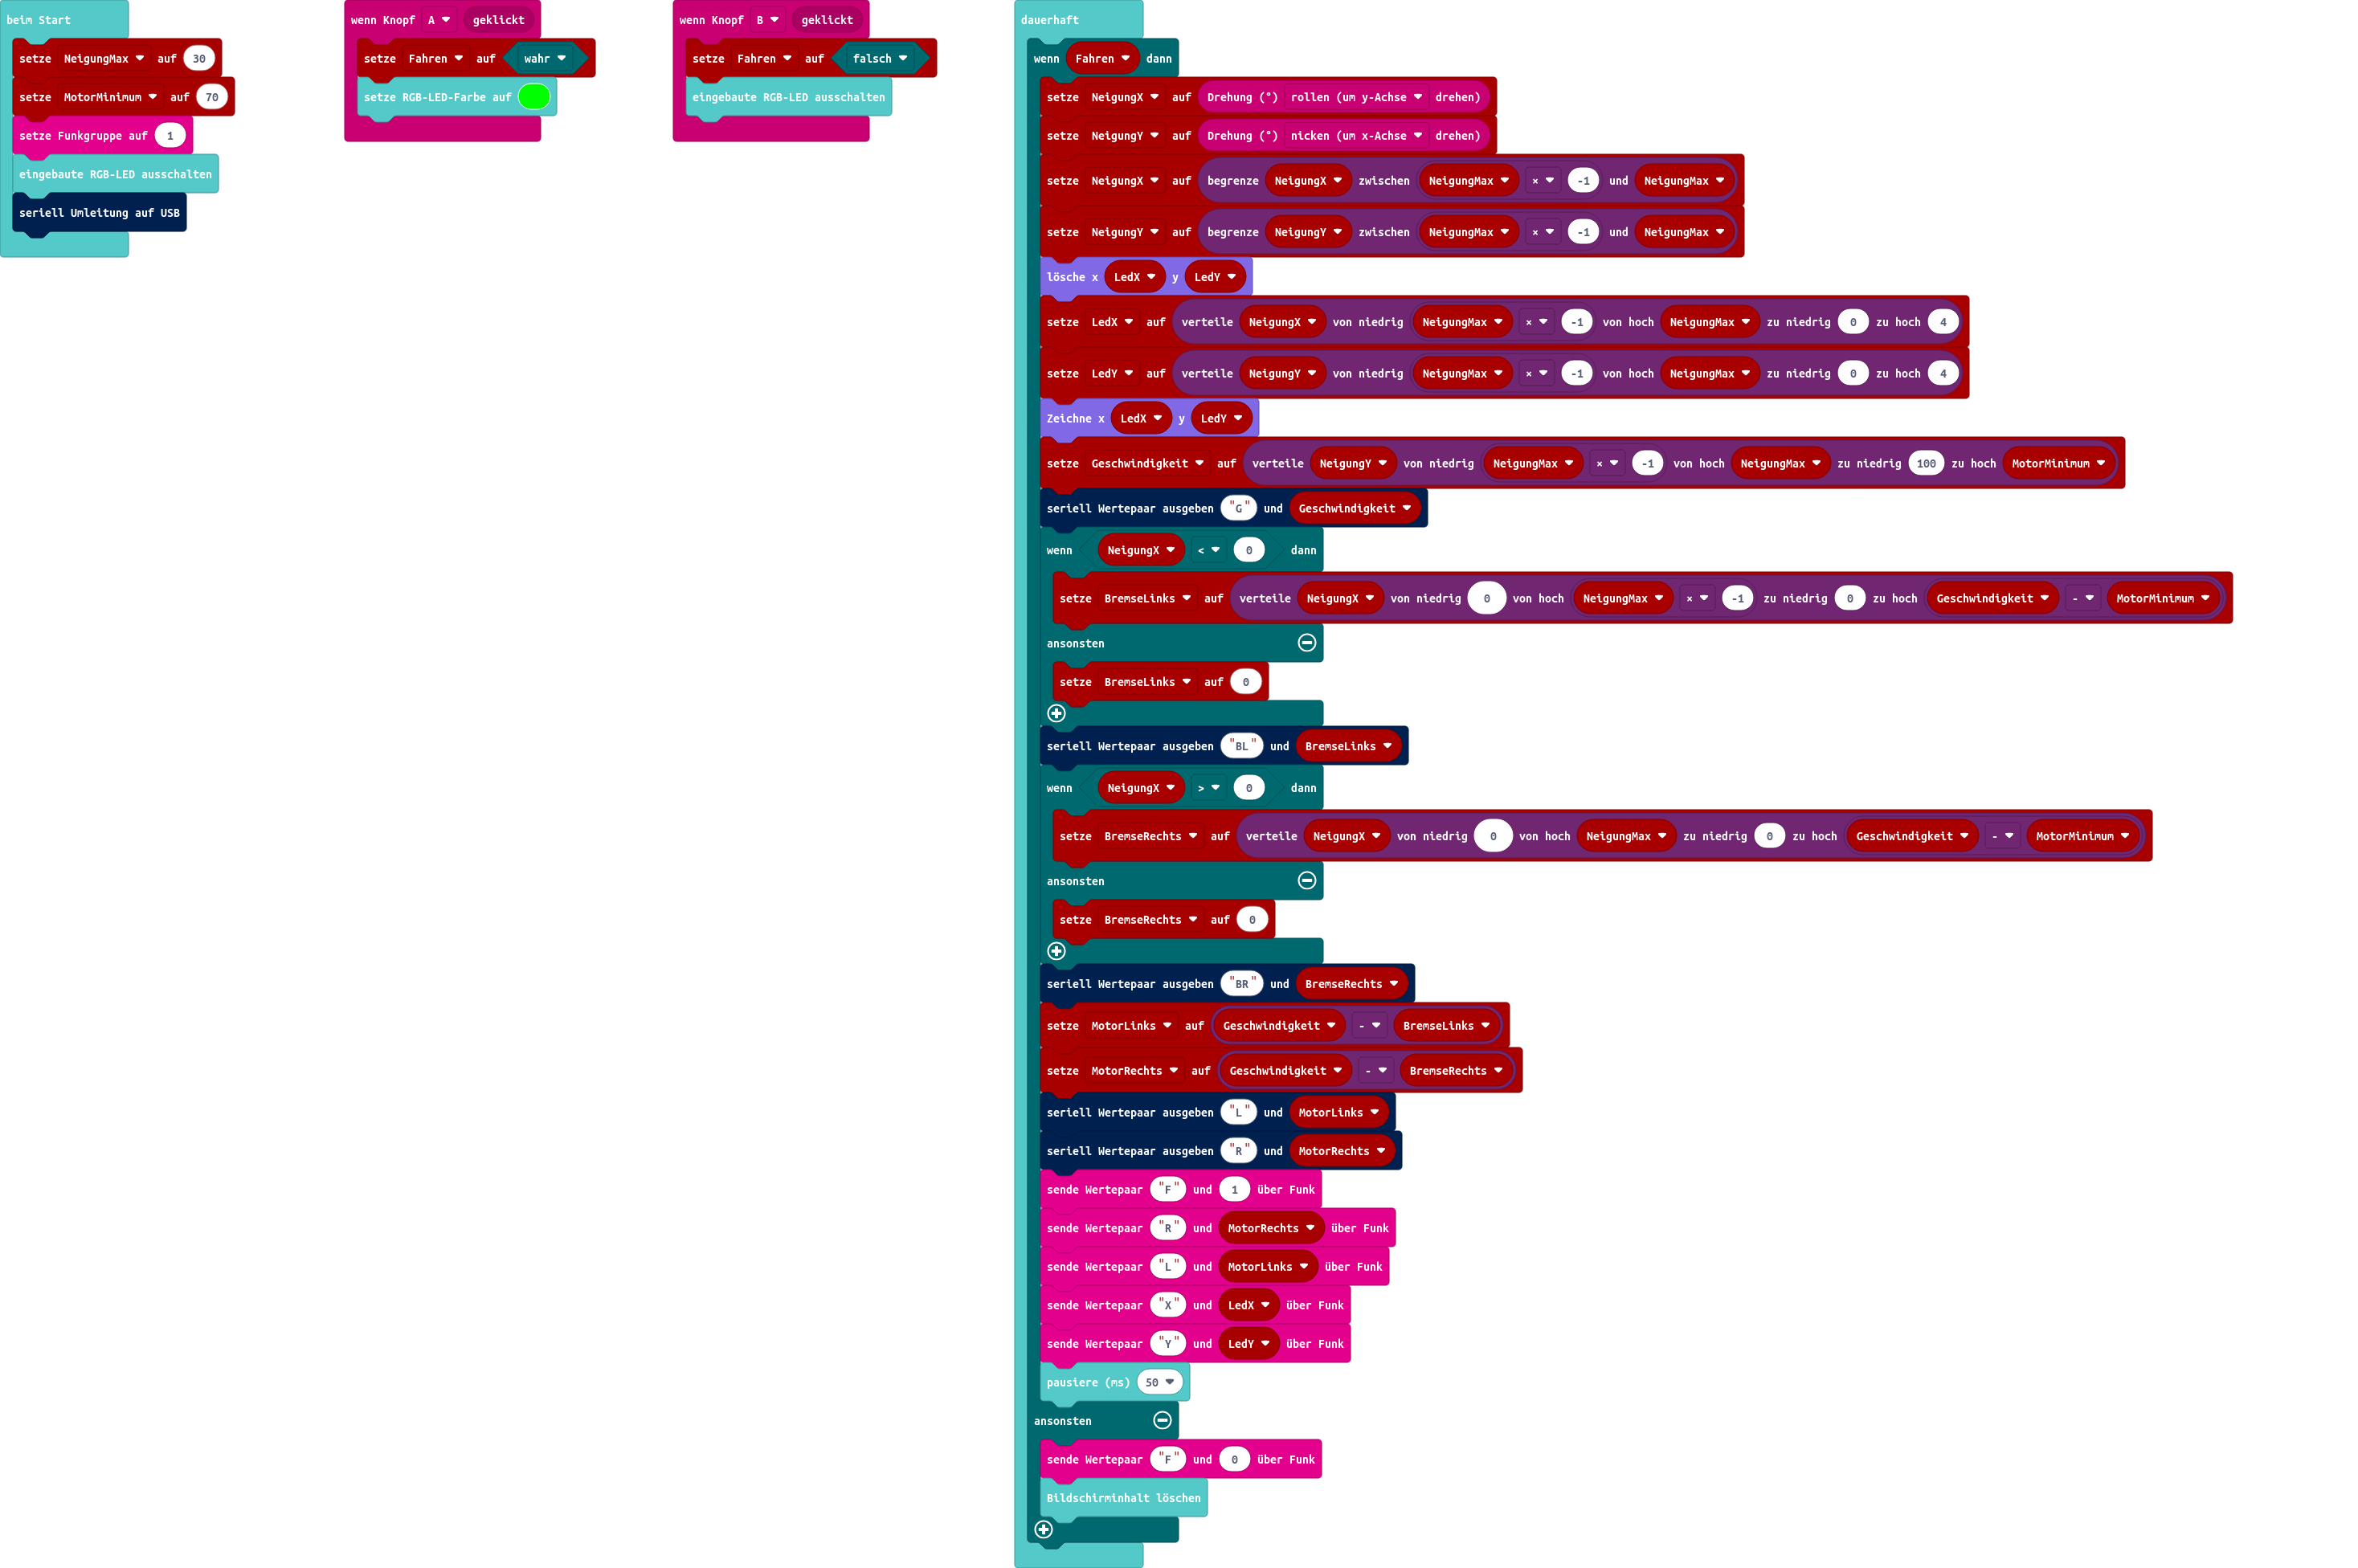 beim Start
setze NeigungMax auf 30
setze MotorMinimum auf 70
setze Funkgruppe auf 1
eingebaute RGB-LED ausschalten
seriell Umleitung auf USB
wenn Knopf A geklickt
setze Fahren auf wahr
setze RGB-LED-Farbe auf
wenn Knopf B geklickt
setze Fahren auf falsch
eingebaute RGB-LED ausschalten
dauerhaft
wenn Fahren dann
setze NeigungX auf Drehung (°) rollen (um y-Achse drehen)
setze NeigungY auf Drehung (°) nicken (um x-Achse drehen)
setze NeigungX auf begrenze NeigungX zwischen NeigungMax × -1 und NeigungMax
setze NeigungY auf begrenze NeigungY zwischen NeigungMax × -1 und NeigungMax
lösche x LedX y LedY
setze LedX auf verteile NeigungX von niedrig NeigungMax × -1 von hoch NeigungMax zu niedrig 0 zu hoch 4
setze LedY auf verteile NeigungY von niedrig NeigungMax × -1 von hoch NeigungMax zu niedrig 0 zu hoch 4
Zeichne x LedX y LedY
setze Geschwindigkeit auf verteile NeigungY von niedrig NeigungMax × -1 von hoch NeigungMax zu niedrig 100 zu hoch MotorMinimum
seriell Wertepaar ausgeben "G" und Geschwindigkeit
wenn NeigungX < 0 dann
setze BremseLinks auf verteile NeigungX von niedrig 0 von hoch NeigungMax × -1 zu niedrig 0 zu hoch Geschwindigkeit - MotorMinimum
ansonsten
setze BremseLinks auf 0
seriell Wertepaar ausgeben "BL" und BremseLinks
wenn NeigungX > 0 dann
setze BremseRechts auf verteile NeigungX von niedrig 0 von hoch NeigungMax zu niedrig 0 zu hoch Geschwindigkeit - MotorMinimum
ansonsten
setze BremseRechts auf 0
seriell Wertepaar ausgeben "BR" und BremseRechts
setze MotorLinks auf Geschwindigkeit - BremseLinks
setze MotorRechts auf Geschwindigkeit - BremseRechts
seriell Wertepaar ausgeben "L" und MotorLinks
seriell Wertepaar ausgeben "R" und MotorRechts
sende Wertepaar "F" und 1 über Funk
sende Wertepaar "R" und MotorRechts über Funk
sende Wertepaar "L" und MotorLinks über Funk
sende Wertepaar "X" und LedX über Funk
sende Wertepaar "Y" und LedY über Funk
pausiere (ms) 50
ansonsten
sende Wertepaar "F" und 0 über Funk
Bildschirminhalt löschen